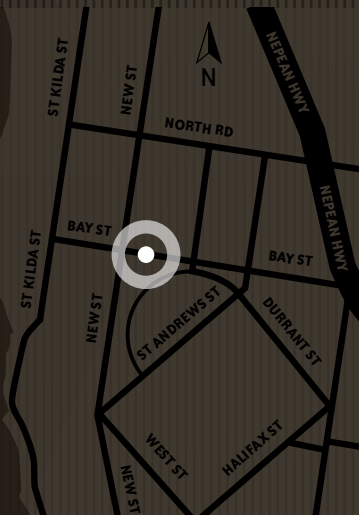 ST KILDA ST
NEW ST
N
NEPEAN HWY
NORTH RD
NEPEAN HWY
BAY ST
BAY ST
ST KILDA ST
NEW ST
ST ANDREWS ST
DURRANT ST
WEST ST
HALIFAX ST
NEW ST